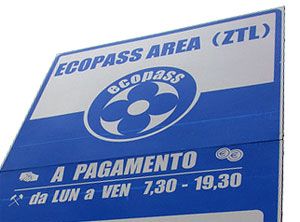 ECOPASS AREA (ZTL)
ecopass
A PAGAMENTO
da LUN a VEN 7,30 - 19,30